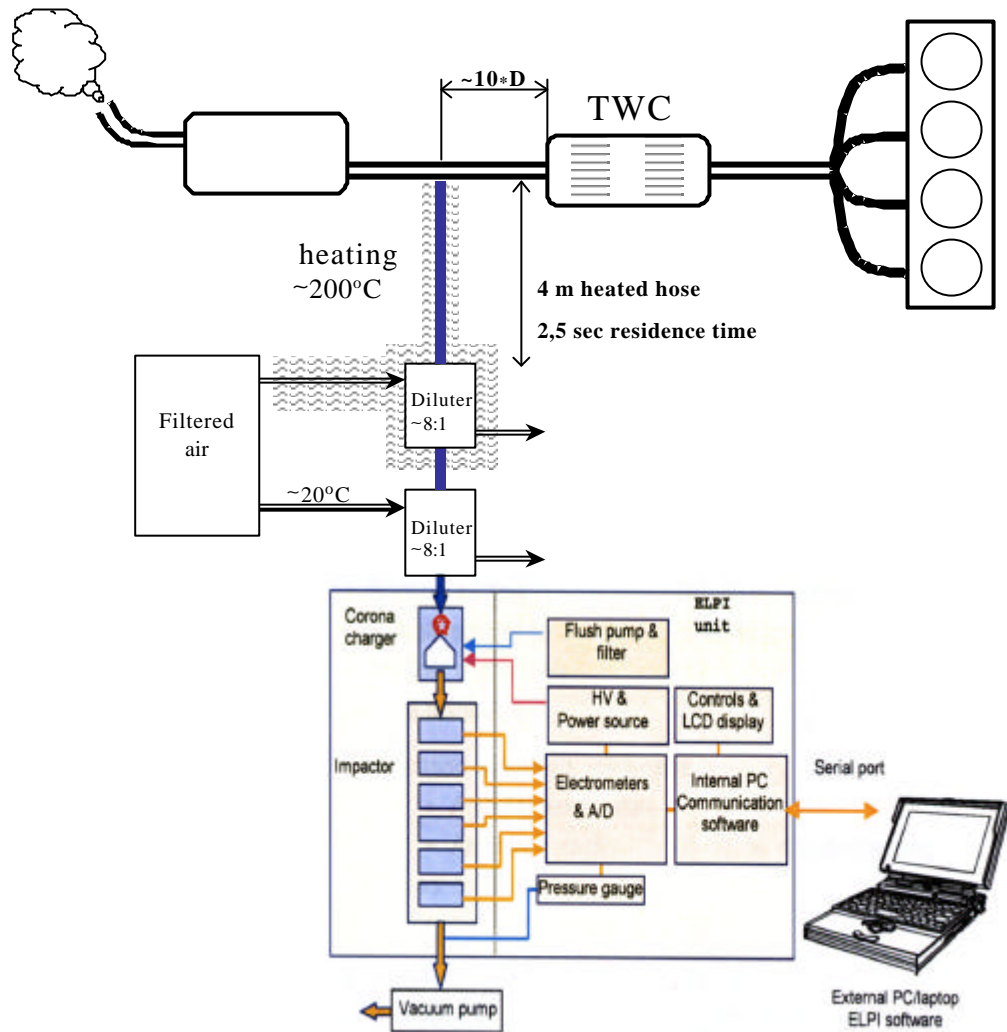 ~10*D
TWC
heating
~200°C
4 m heated hose
2,5 sec residence time
Filtered
air
Diluter
~8:1
~20°C
Diluter
~8:1
ELPI
unit
Corona
charger
Flush pump &
filter
HV &
Power source
Controls &
LCD display
Impactor
Electrometers
& A/D
Internal PC
Communication
software
Serial port
Pressure gauge
Vacuum pump
External PC/laptop
ELPI software